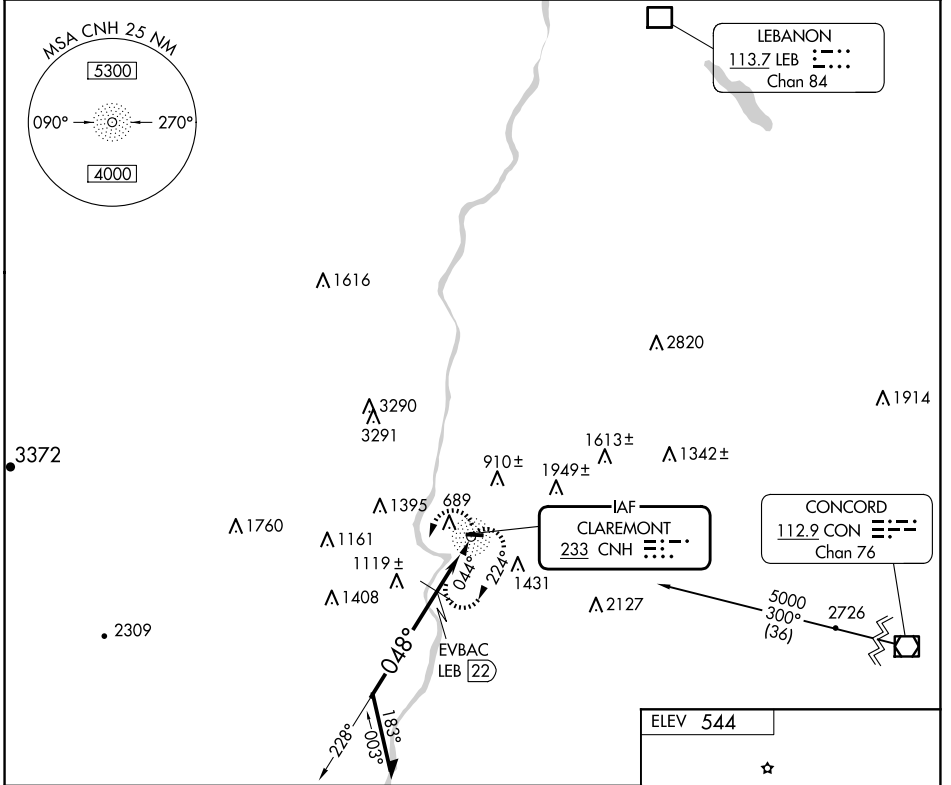 MSA CNH 25 NM
5300
090°
270°
4000
LEBANON
113.7 LEB
Chan 84
1616
2820
1914
3290
3291
3372
1613±
1342±
910±
1949±
1395
689
1760
1161
1119±
1408
1431
2127
2309
IAF
CLAREMONT
233 CNH
CONCORD
112.9 CON
Chan 76
044°
224°
5000
300°
(36)
2726
EVBAC
LEB 22
048°
183°
003°
228°
ELEV 544